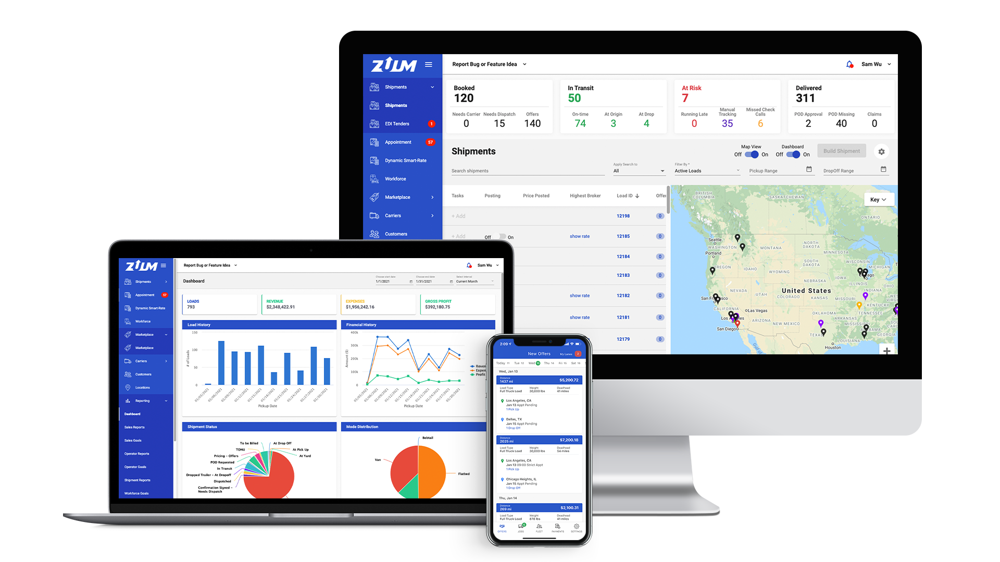 ZUUM
Report Bug or Feature Idea
Sam Wu
Shipments
Shipments
EDI Tenders 1
Appointment 57
Dynamic Smart-Rate
Workforce
Marketplace
Carriers
Customers
Booked
120
Needs Carrier Needs Dispatch Offers
0 15 140
In Transit
50
On-time At Origin At Drop
74 3 4
At Risk
7
Running Late Manual Tracking Missed Check Calls
0 35 6
Delivered
311
POD Approval POD Missing Claims
2 40 0
Shipments
Map View
Off On
Dashboard
Off On
Build Shipment
Search shipments
Apply Search to
All
Filter By *
Active Loads
Pickup Range
DropOff Range
Tasks Posting Price Posted Highest Broker Load ID Offer
+ Add 12198 0
+ Add Off On show rate 12185 0
12184 0
12183 0
show rate 12182 0
show rate 12181 0
12179 0
Key
BRITISH
COLUMBIA
SASKATCHEWAN
ONTARIO
Seattle
WASHINGTON
MONTANA
NORTH
DAKOTA
MINNESOTA
Portland
SOUTH
DAKOTA
WISCONSIN
MICHIGAN
OREGON
IDAHO
WYOMING
IOWA
NEBRASKA
ILLINOIS
INDIANA
OHIO
NEVADA
UTAH
United States
COLORADO
KANSAS
MISSOURI
KENTUCKY
CALIFORNIA
Las Vegas
OKLAHOMA
TENNESSEE
ARKANSAS
ARIZONA
NEW MEXICO
San Diego
TEXAS
LOUISIANA
GEORGIA
Houston
ZUUM
Report Bug or Feature Idea
Sam Wu
Shipments
Appointment 57
Dynamic Smart-Rate
Workforce
Marketplace
Marketplace
Carriers
Customers
Locations
Reporting
Dashboard
Sales Reports
Sales Goals
Operator Reports
Operator Goals
Shipment Reports
Workforce Goals
Dashboard
Choose start date
1/1/2021
Choose end date
1/31/2021
Select Interval
Current Month
LOADS
793
REVENUE
$2,348,422.91
EXPENSES
$1,956,242.16
GROSS PROFIT
$392,180.75
Load History
# of Loads
150
100
50
0
01/03/2021 01/06/2021 01/09/2021 01/12/2021 01/15/2021 01/18/2021 01/21/2021 01/24/2021 01/27/2021 01/30/2021
Pickup Date
Financial History
Amount ($)
400k
300k
200k
100k
0
01/03/2021 01/06/2021 01/09/2021 01/12/2021 01/15/2021 01/18/2021 01/21/2021 01/24/2021 01/27/2021 01/30/2021
Pickup Date
Reven
Expen
Profit
Shipment Status
To be Billed
At Drop Off
TONU
At Pick Up
Pricing - Offers
At Yard
POD Requested
In Transit
Dropped Trailer - At Dropoff
Dispatched
Confirmation Signed -
Needs Dispatch
Mode Distribution
Bobtail
Van
Flatbed
2:09
New Offers
My Lanes 2
Today 11 Tue 12 Wed 13 Thu 14 Fri 15 Sat 16
Wed, Jan 13
Distance
1437 mi $5,200.72
Load Type Weight Deadhead
Full Truck Load 30,000 lbs 41 miles
Los Angeles, CA
Jan 13 Appt Pending
1 Pick Up
Dallas, TX
Jan 15 Appt Pending
1 Drop Off
Distance
2025 mi $7,200.18
Load Type Weight Deadhead
Full Truck Load 30,000 lbs 54 miles
Los Angeles, CA
Jan 13 09:00 Strict Appt
1 Pick Up
Chicago Heights, IL
Jan 15 Appt Pending
1 Drop Off
Thu, Jan 14
Distance
269 mi $2,100.31
Load Type Weight Deadhead
Full Truck Load 878 lbs 41 miles
OFFERS JOBS FLEET PAYMENTS SETTINGS